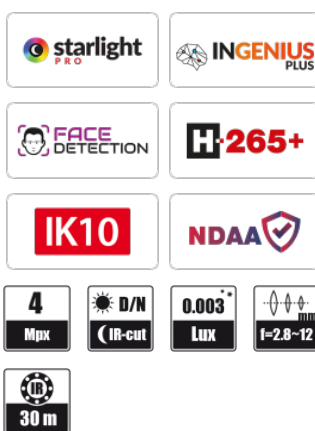 starlight
PRO
INGENIUS
PLUS
FACE
DETECTION
H·265+
IK10
NDAA
4
Mpx
D/N
IR-cut
0.003
Lux
mm
f=2.8~12
IR
30 m